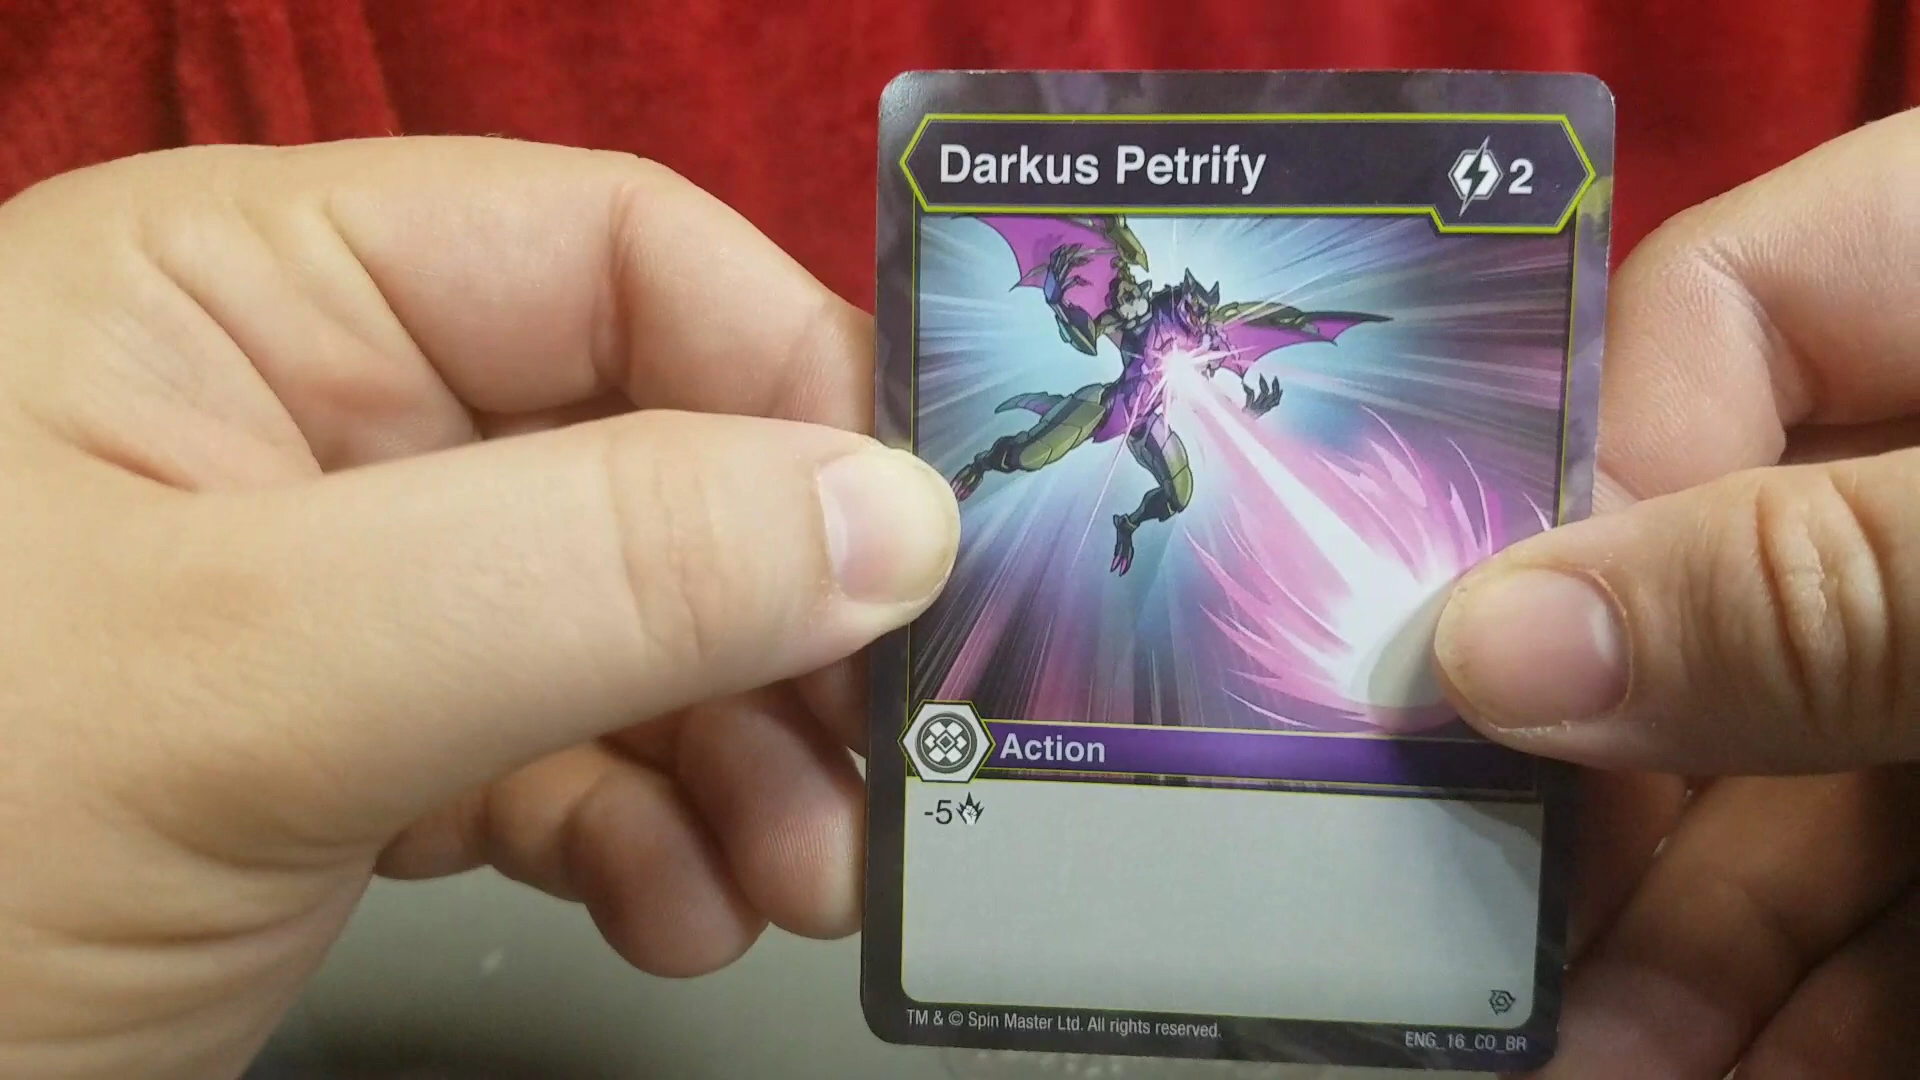 Darkus Petrify
2
Action
-5
TM & © Spin Master Ltd. All rights reserved.
ENG_16_CO_BR